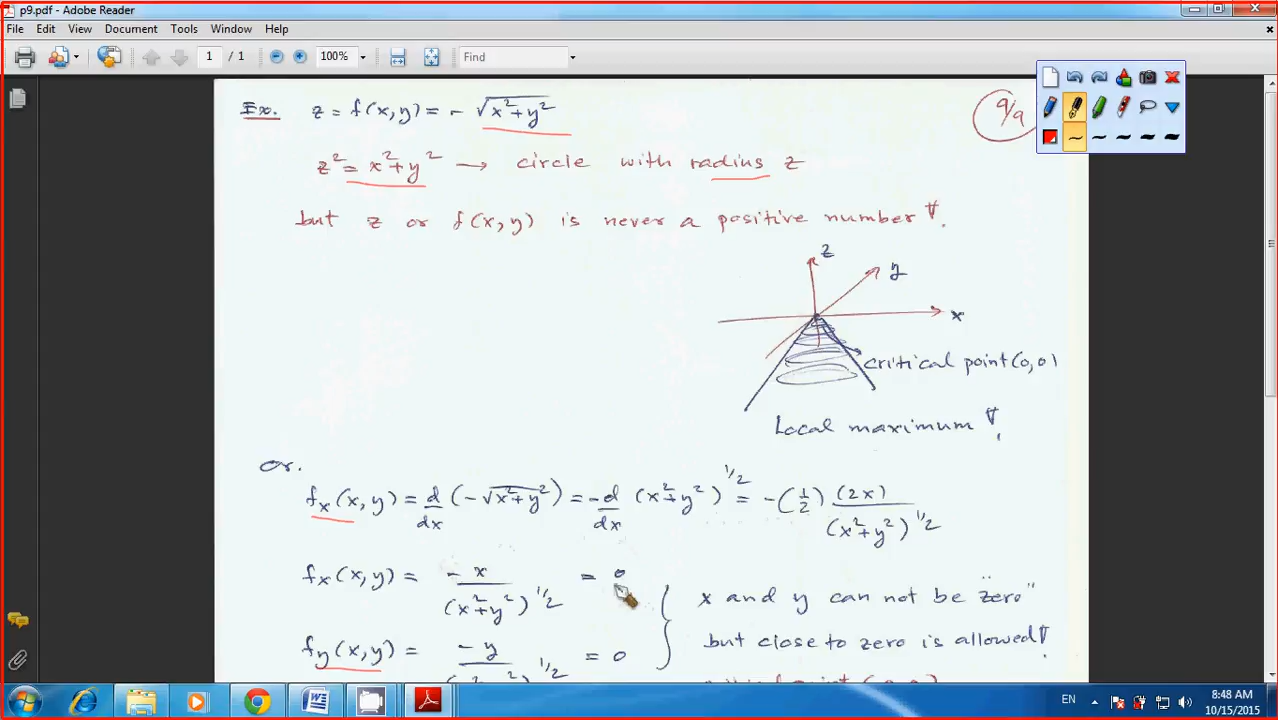 p9.pdf - Adobe Reader
File Edit View Document Tools Window Help
1 / 1 100% Find
Ex. z = f(x,y) = - √x²+y²
9/9
z² = x²+y² → circle with radius z
but z or f(x,y) is never a positive number
z
y
x
critical point (0,0)
Local maximum
or.
fx(x,y) = d/dx (-√x²+y²) = -d/dx (x²+y²)^1/2 = -(1/2) (2x)/(x²+y²)^1/2
fx(x,y) = -x/(x²+y²)^1/2 = 0
x and y can not be "zero"
fy(x,y) = -y/(x²+y²)^1/2 = 0
but close to zero is allowed
EN
8:48 AM
10/15/2015